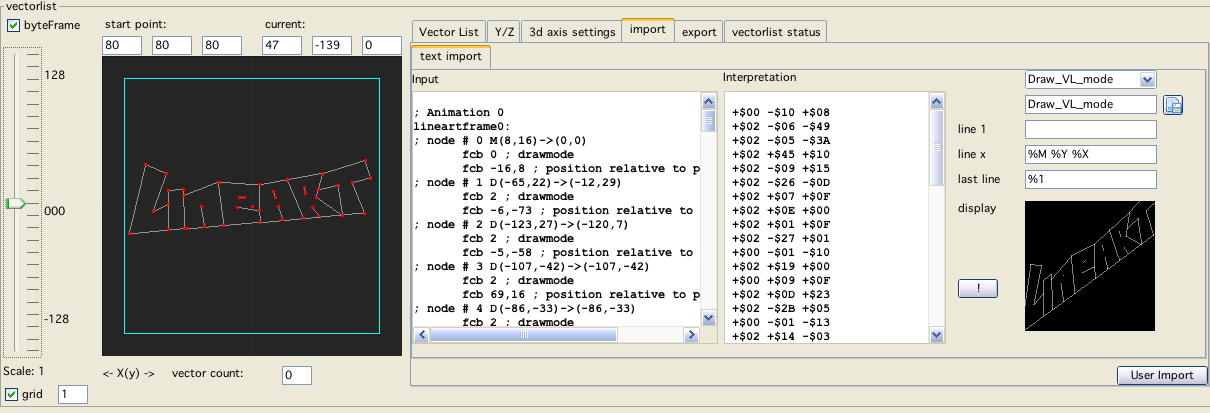 vectorlist
byteFrame
start point:
current:
80 80 80 47 -139 0
128
000
-128
Scale: 1
<- X(y) ->
vector count:
0
grid
1
Vector List Y/Z 3d axis settings import export vectorlist status
text import
Input
; Animation 0
lineartframe0:
; node # 0 M(8,16)->(0,0)
fcb 0 ; drawmode
fcb -16,8 ; position relative to p
; node # 1 D(-65,22)->(-12,29)
fcb 2 ; drawmode
fcb -6,-73 ; position relative to
; node # 2 D(-123,27)->(-120,7)
fcb 2 ; drawmode
fcb -5,-58 ; position relative to
; node # 3 D(-107,-42)->(-107,-42)
fcb 2 ; drawmode
fcb 69,16 ; position relative to p
; node # 4 D(-86,-33)->(-86,-33)
fcb 2 ; drawmode
Interpretation
+$00 -$10 +$08
+$02 -$06 -$49
+$02 -$05 -$3A
+$02 +$45 +$10
+$02 -$09 +$15
+$02 -$26 -$0D
+$02 +$07 +$0F
+$02 +$0E +$00
+$02 +$01 +$0F
+$02 -$27 +$01
+$00 -$01 -$10
+$02 +$19 +$00
+$00 +$09 +$0F
+$02 +$0D +$23
+$02 -$2B +$05
+$00 -$01 -$13
+$02 +$14 -$03
Draw_VL_mode
Draw_VL_mode
line 1
line x
%M %Y %X
last line
%1
display
LineArt
!
User Import